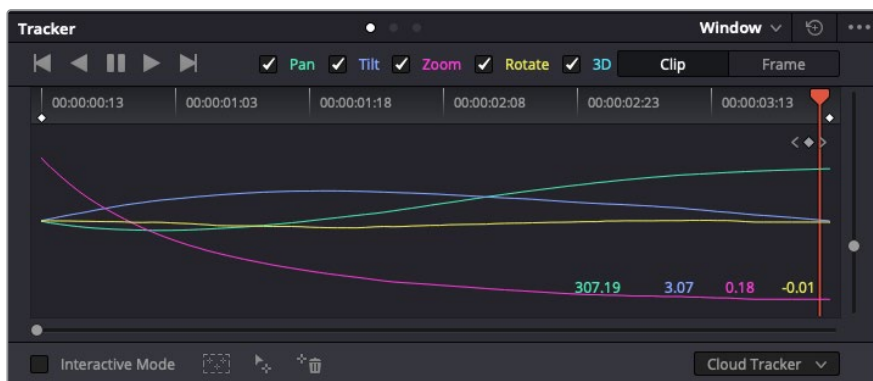 Tracker Window
Pan Tilt Zoom Rotate 3D Clip Frame
00:00:00:13 00:00:01:03 00:00:01:18 00:00:02:08 00:00:02:23 00:00:03:13
307.19 3.07 0.18 -0.01
Interactive Mode Cloud Tracker